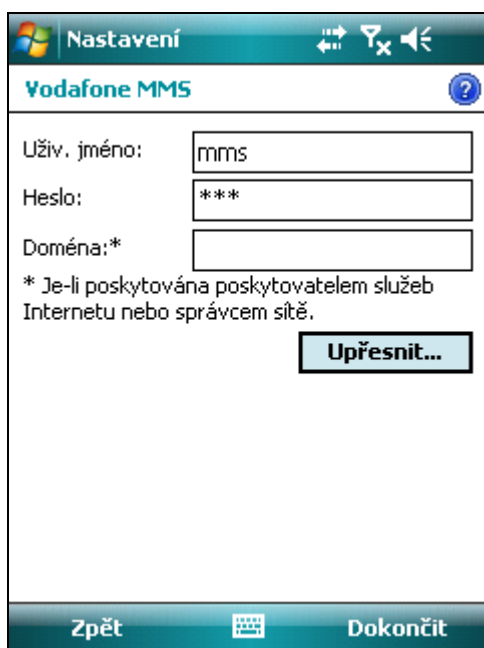 Nastavení
Vodafone MMS
Uživ. jméno:
mms
Heslo:
***
Doména:*
* Je-li poskytována poskytovatelem služeb
Internetu nebo správcem sítě.
Upřesnit...
Zpět
Dokončit